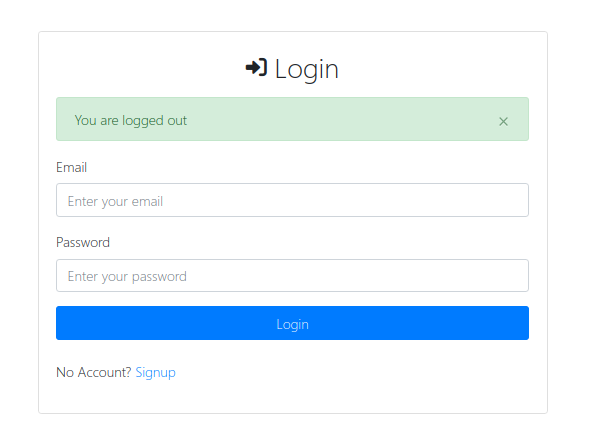 Login
You are logged out ×
Email
Enter your email
Password
Enter your password
Login
No Account? Signup